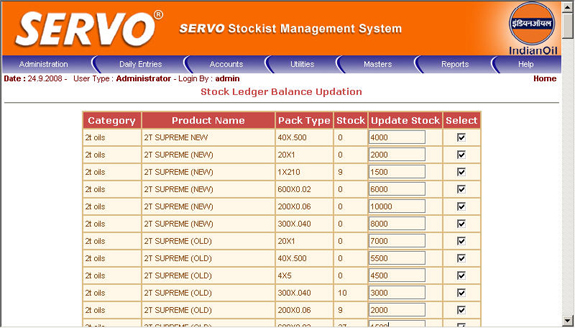 SERVO® SERVO Stockist Management System
इंडियनऑयल
IndianOil
Administration Daily Entries Accounts Utilities Masters Reports Help
Date : 24.9.2008 - User Type : Administrator - Login By : admin Home
Stock Ledger Balance Updation
Category Product Name Pack Type Stock Update Stock Select
2t oils 2T SUPREME NEW 40X.500 0 4000
2t oils 2T SUPREME (NEW) 20X1 0 2000
2t oils 2T SUPREME (NEW) 1X210 9 1500
2t oils 2T SUPREME (NEW) 600X0.02 0 6000
2t oils 2T SUPREME (NEW) 200X0.06 0 10000
2t oils 2T SUPREME (NEW) 300X.040 0 8000
2t oils 2T SUPREME (OLD) 20X1 0 7000
2t oils 2T SUPREME (OLD) 40X.500 0 5500
2t oils 2T SUPREME (OLD) 4X5 0 4500
2t oils 2T SUPREME (OLD) 300X.040 10 3000
2t oils 2T SUPREME (OLD) 200X0.06 9 2000
2t oils 2T SUPREME (OLD)